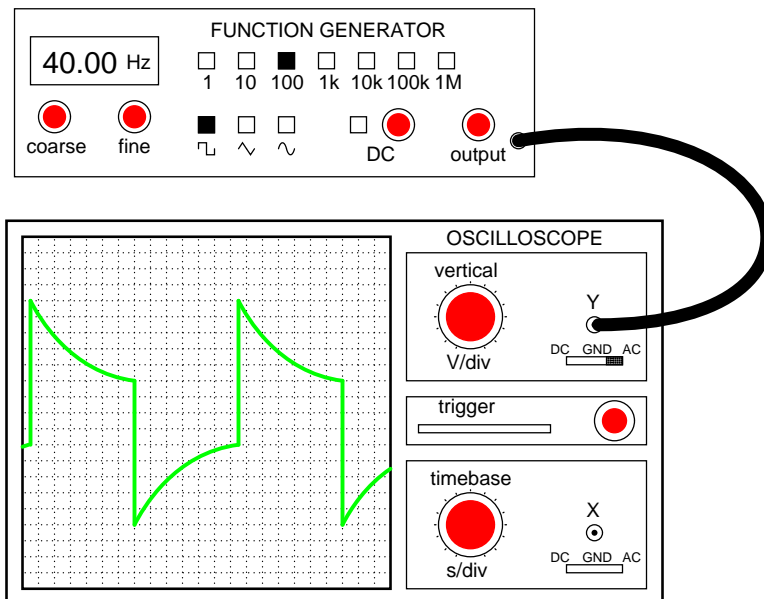 FUNCTION GENERATOR
40.00 Hz
1 10 100 1k 10k 100k 1M
coarse fine DC output
OSCILLOSCOPE
vertical
Y
DC GND AC
V/div
trigger
timebase
X
DC GND AC
s/div